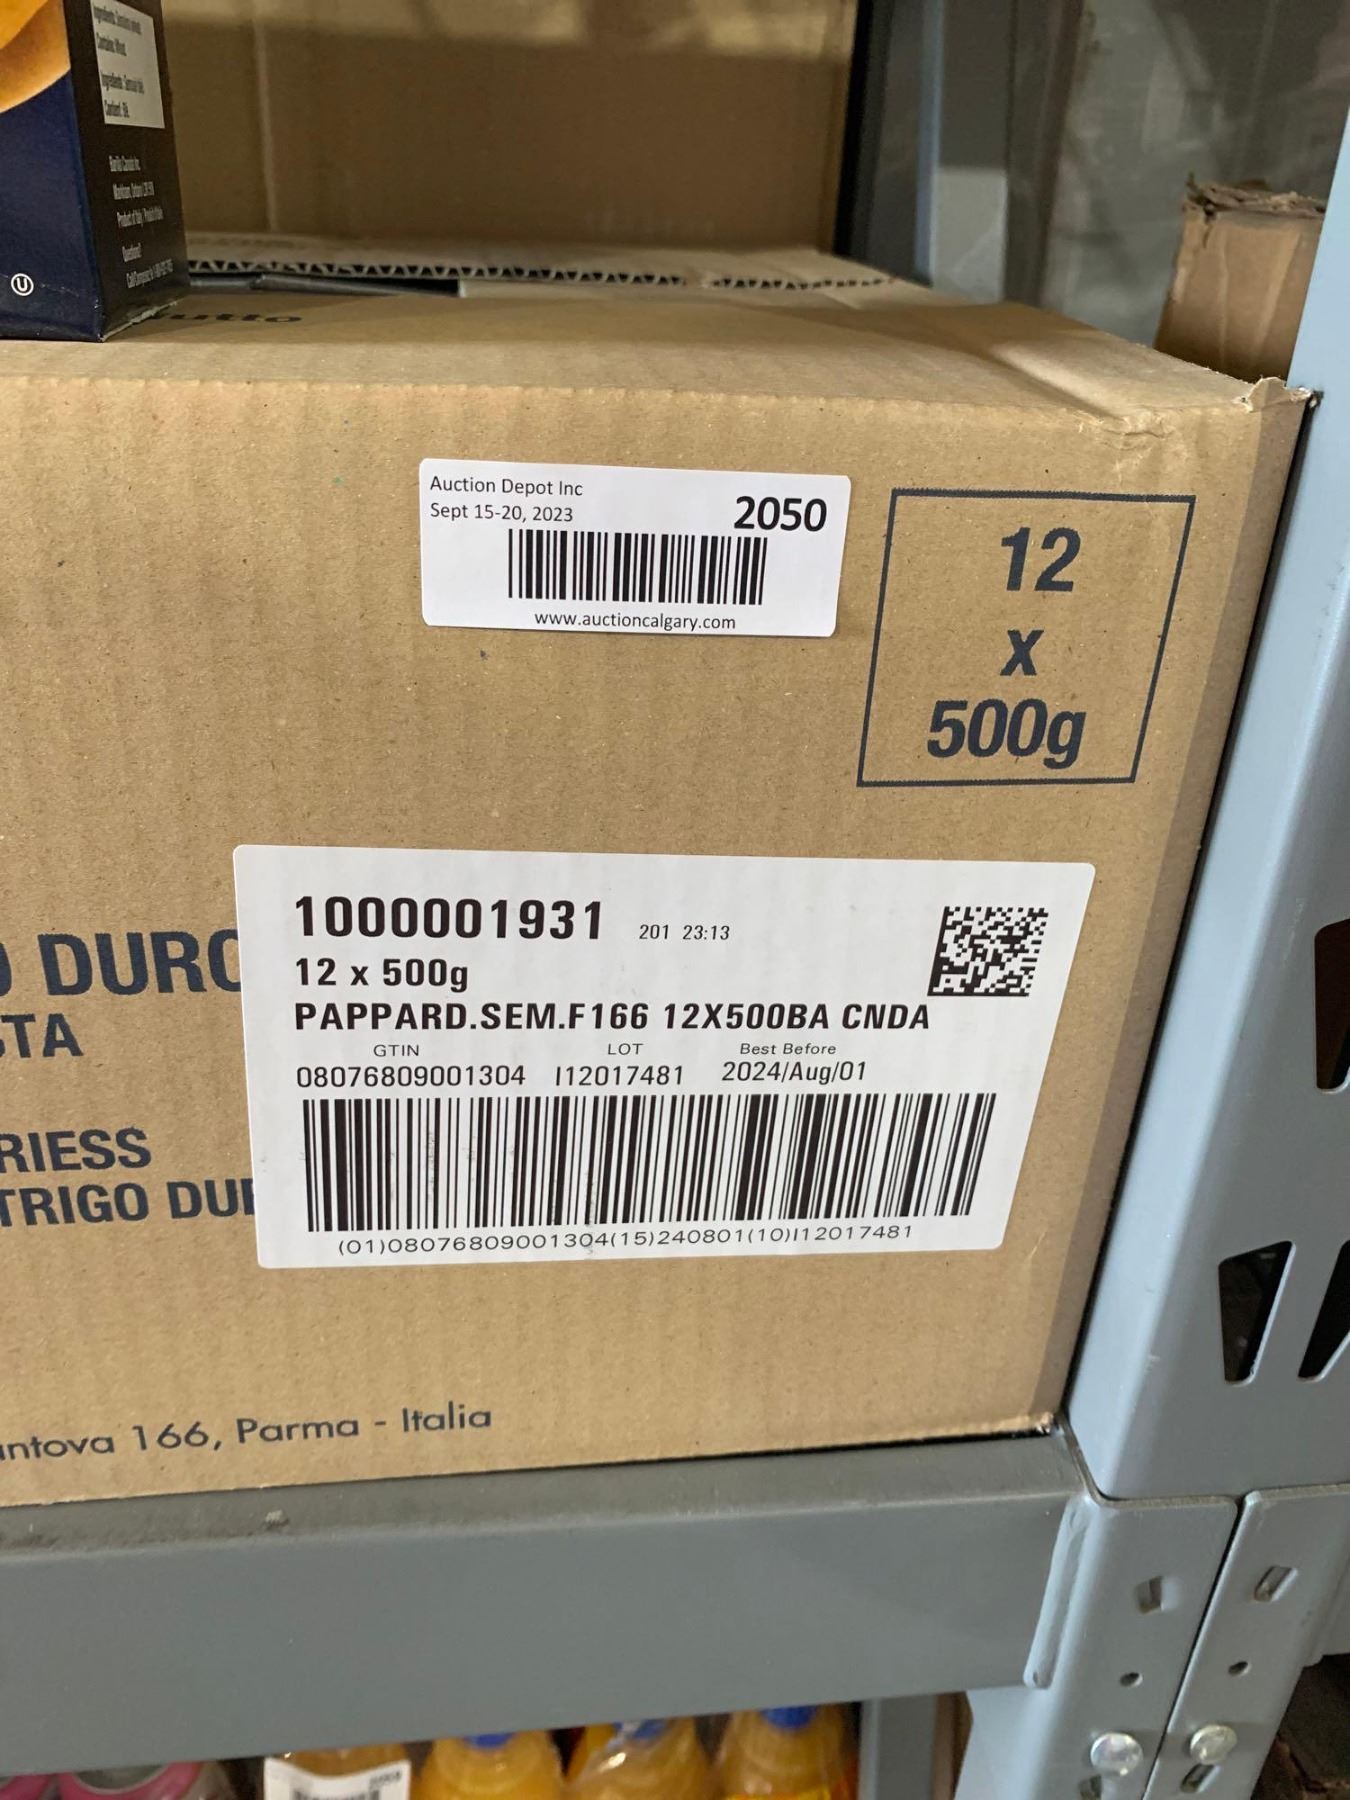 Ⓤ
utto
Auction Depot Inc
Sept 15-20, 2023
2050
www.auctioncalgary.com
12
x
500g
1000001931 201 23:13
12 x 500g
PAPPARD.SEM.F166 12X500BA CNDA
GTIN LOT Best Before
08076809001304 I12017481 2024/Aug/01
(01)08076809001304(15)240801(10)I12017481
DURO
STA
RIESS
TRIGO DUR
ntova 166, Parma - Italia